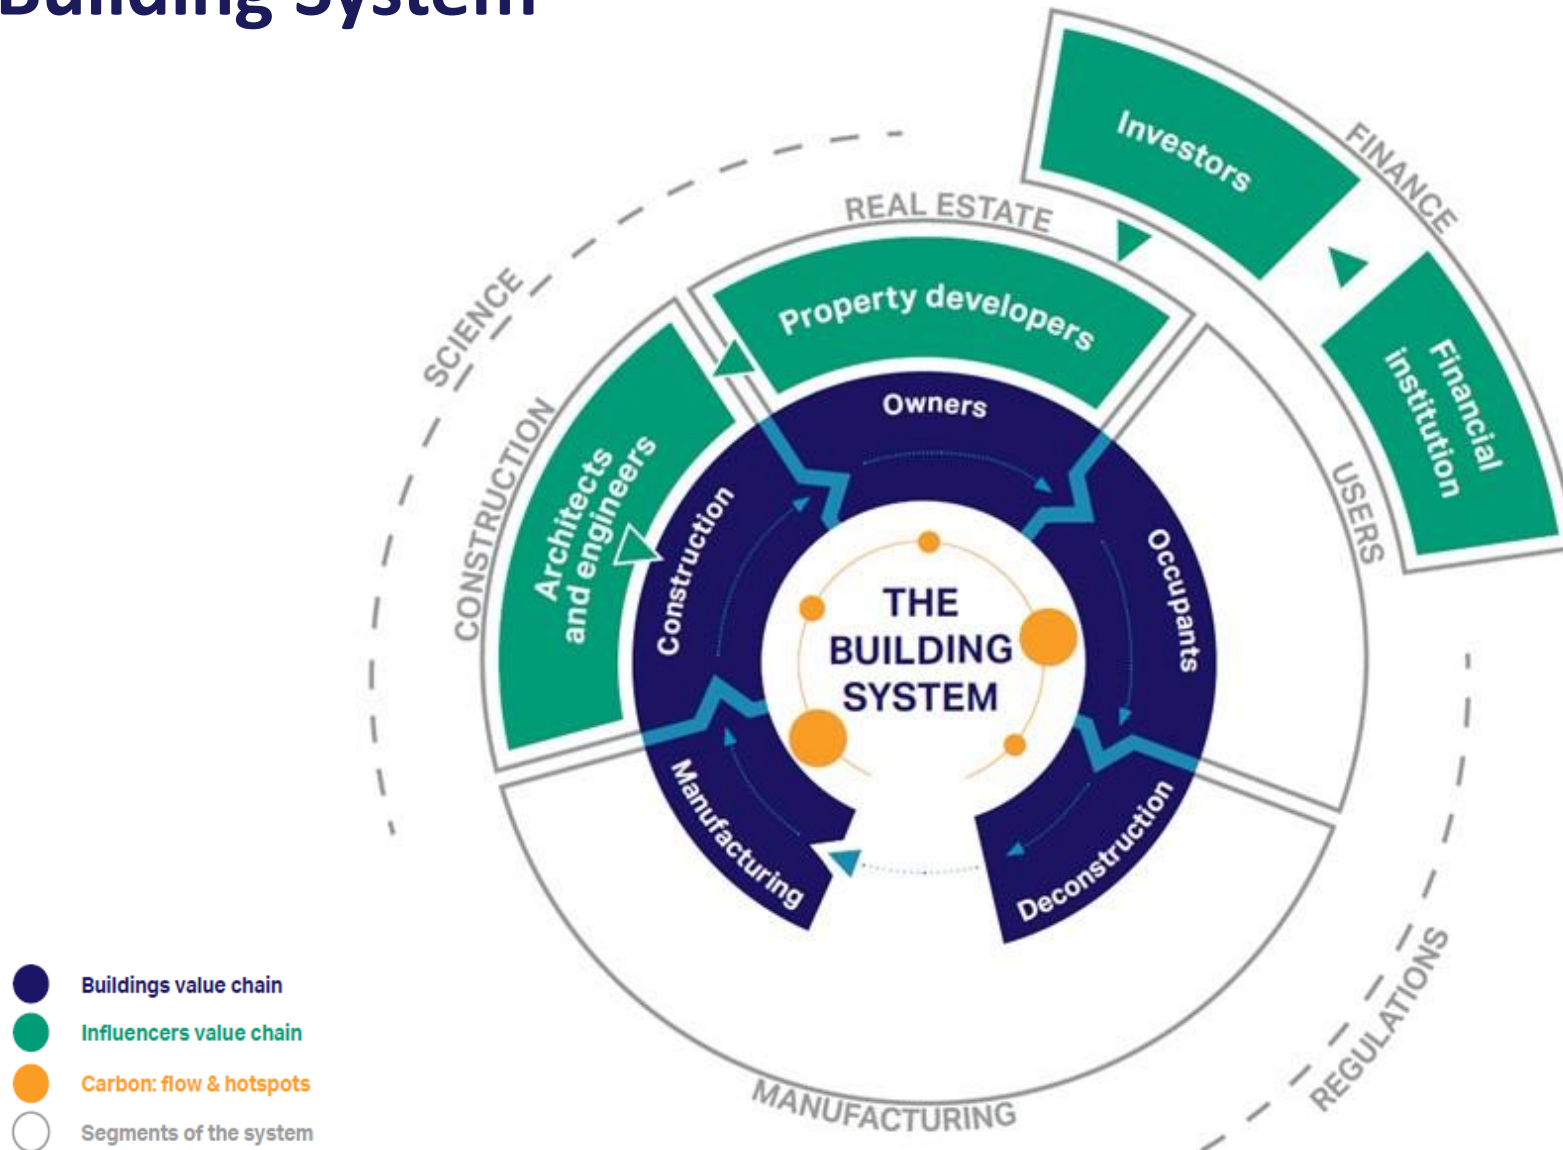 Building System
Investors
FINANCE
REAL ESTATE
SCIENCE
Property developers
Financial
institution
Owners
CONSTRUCTION
Architects
and engineers
Construction
USERS
Occupants
THE
BUILDING
SYSTEM
Manufacturing
Deconstruction
REGULATIONS
MANUFACTURING
Buildings value chain
Influencers value chain
Carbon: flow & hotspots
Segments of the system